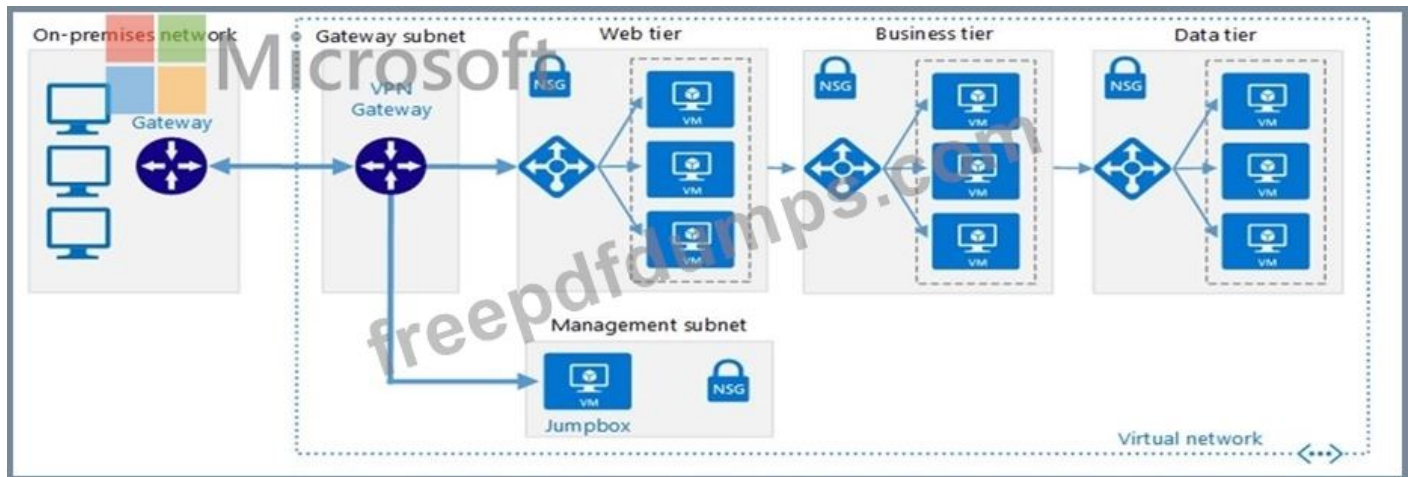 On-premises network
Gateway subnet
Web tier
Business tier
Data tier
Microsoft
Gateway
VPN
Gateway
NSG
NSG
NSG
VM
VM
VM
VM
VM
VM
VM
VM
VM
freepdfdumps.com
Management subnet
VM
Jumpbox
NSG
Virtual network